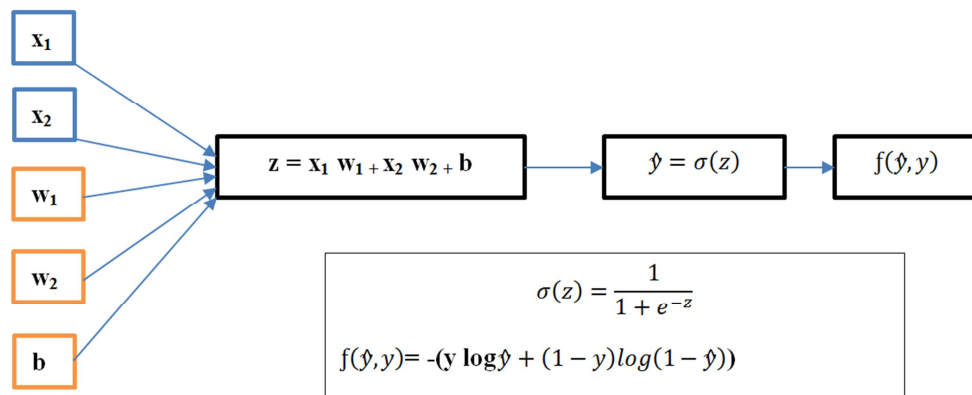 x₁
x₂
w₁
w₂
b
z = x₁ w₁ + x₂ w₂ + b
ŷ = σ(z)
ƒ(ŷ, y)
σ(z) = 1 / 1 + e⁻ᶻ
ƒ(ŷ, y)= -(y logŷ + (1 − y)log(1 − ŷ))